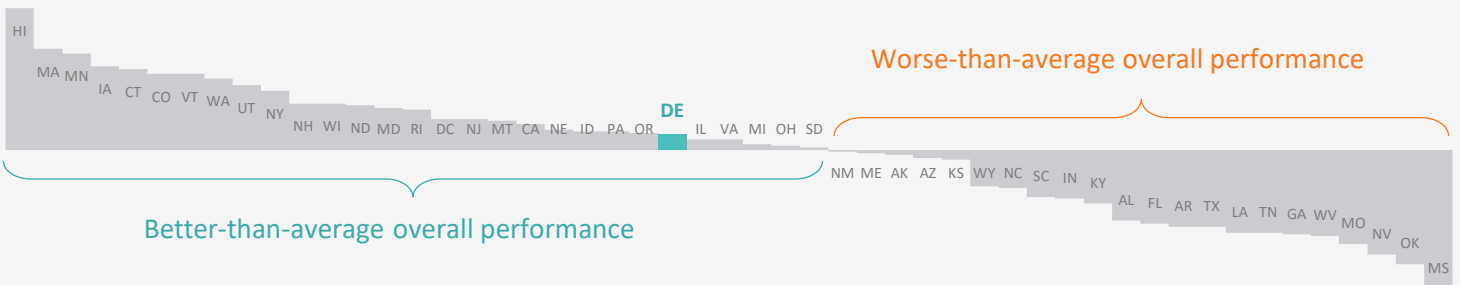 HI
MA MN IA CT CO VT WA UT NY NH WI ND MD RI DC NJ MT CA NE ID PA OR DE IL VA MI OH SD
Worse-than-average overall performance
NM ME AK AZ KS WY NC SC IN KY AL FL AR TX LA TN GA WV MO NV OK MS
Better-than-average overall performance